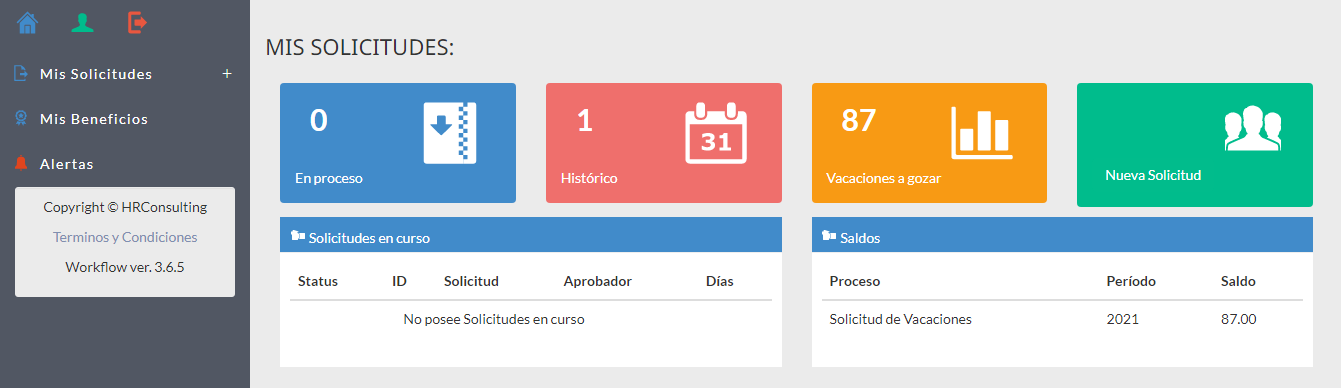 Mis Solicitudes +
Mis Beneficios
Alertas
Copyright © HRConsulting
Terminos y Condiciones
Workflow ver. 3.6.5
MIS SOLICITUDES:
0
En proceso
1
31
Histórico
87
Vacaciones a gozar
Nueva Solicitud
Solicitudes en curso
Status ID Solicitud Aprobador Días
No posee Solicitudes en curso
Saldos
Proceso Período Saldo
Solicitud de Vacaciones 2021 87.00